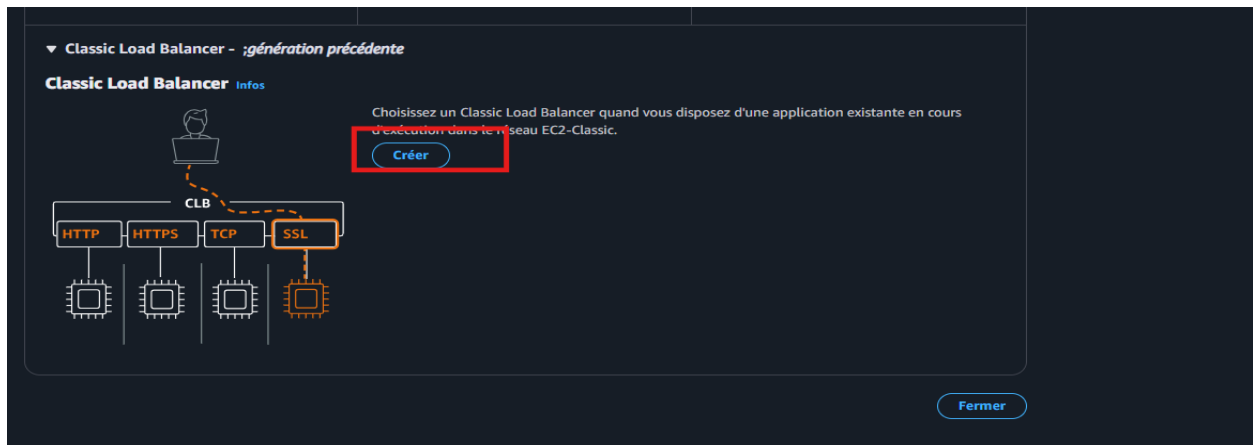 ▼ Classic Load Balancer - ;génération précédente
Classic Load Balancer Infos
Choisissez un Classic Load Balancer quand vous disposez d'une application existante en cours
d'exécution dans le réseau EC2-Classic.
Créer
CLB
HTTP HTTPS TCP SSL
Fermer